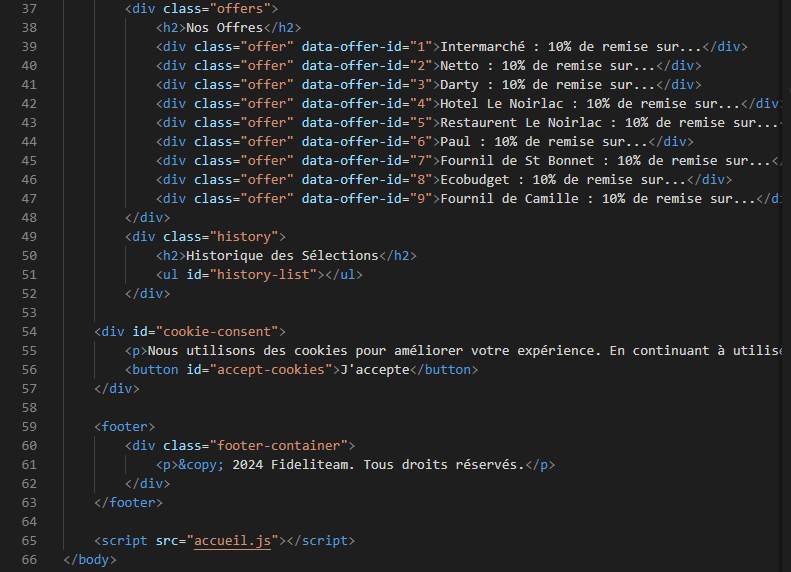 37 <div class="offers">
38 <h2>Nos Offres</h2>
39 <div class="offer" data-offer-id="1">Intermarché : 10% de remise sur...</div>
40 <div class="offer" data-offer-id="2">Netto : 10% de remise sur...</div>
41 <div class="offer" data-offer-id="3">Darty : 10% de remise sur...</div>
42 <div class="offer" data-offer-id="4">Hotel Le Noirlac : 10% de remise sur...</div
43 <div class="offer" data-offer-id="5">Restaurent Le Noirlac : 10% de remise sur...<
44 <div class="offer" data-offer-id="6">Paul : 10% de remise sur...</div>
45 <div class="offer" data-offer-id="7">Fournil de St Bonnet : 10% de remise sur...</
46 <div class="offer" data-offer-id="8">Ecobudget : 10% de remise sur...</div>
47 <div class="offer" data-offer-id="9">Fournil de Camille : 10% de remise sur...</di
48 </div>
49 <div class="history">
50 <h2>Historique des Sélections</h2>
51 <ul id="history-list"></ul>
52 </div>
53
54 <div id="cookie-consent">
55 <p>Nous utilisons des cookies pour améliorer votre expérience. En continuant à utilise
56 <button id="accept-cookies">J'accepte</button>
57 </div>
58
59 <footer>
60 <div class="footer-container">
61 <p>&copy; 2024 Fideliteam. Tous droits réservés.</p>
62 </div>
63 </footer>
64
65 <script src="accueil.js"></script>
66 </body>